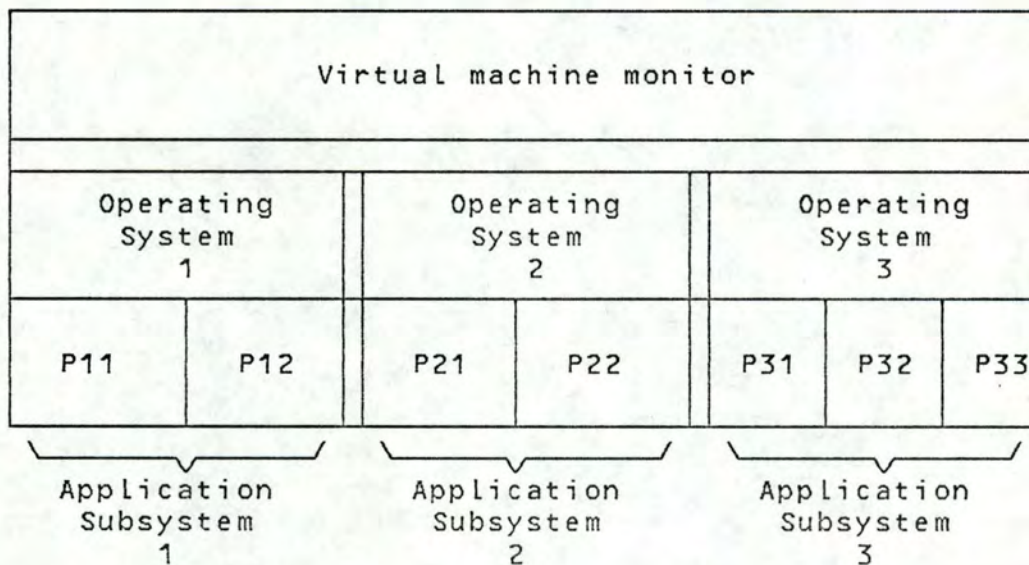 Virtual machine monitor
Operating
System
1
Operating
System
2
Operating
System
3
P11
P12
P21
P22
P31
P32
P33
Application
Subsystem
1
Application
Subsystem
2
Application
Subsystem
3